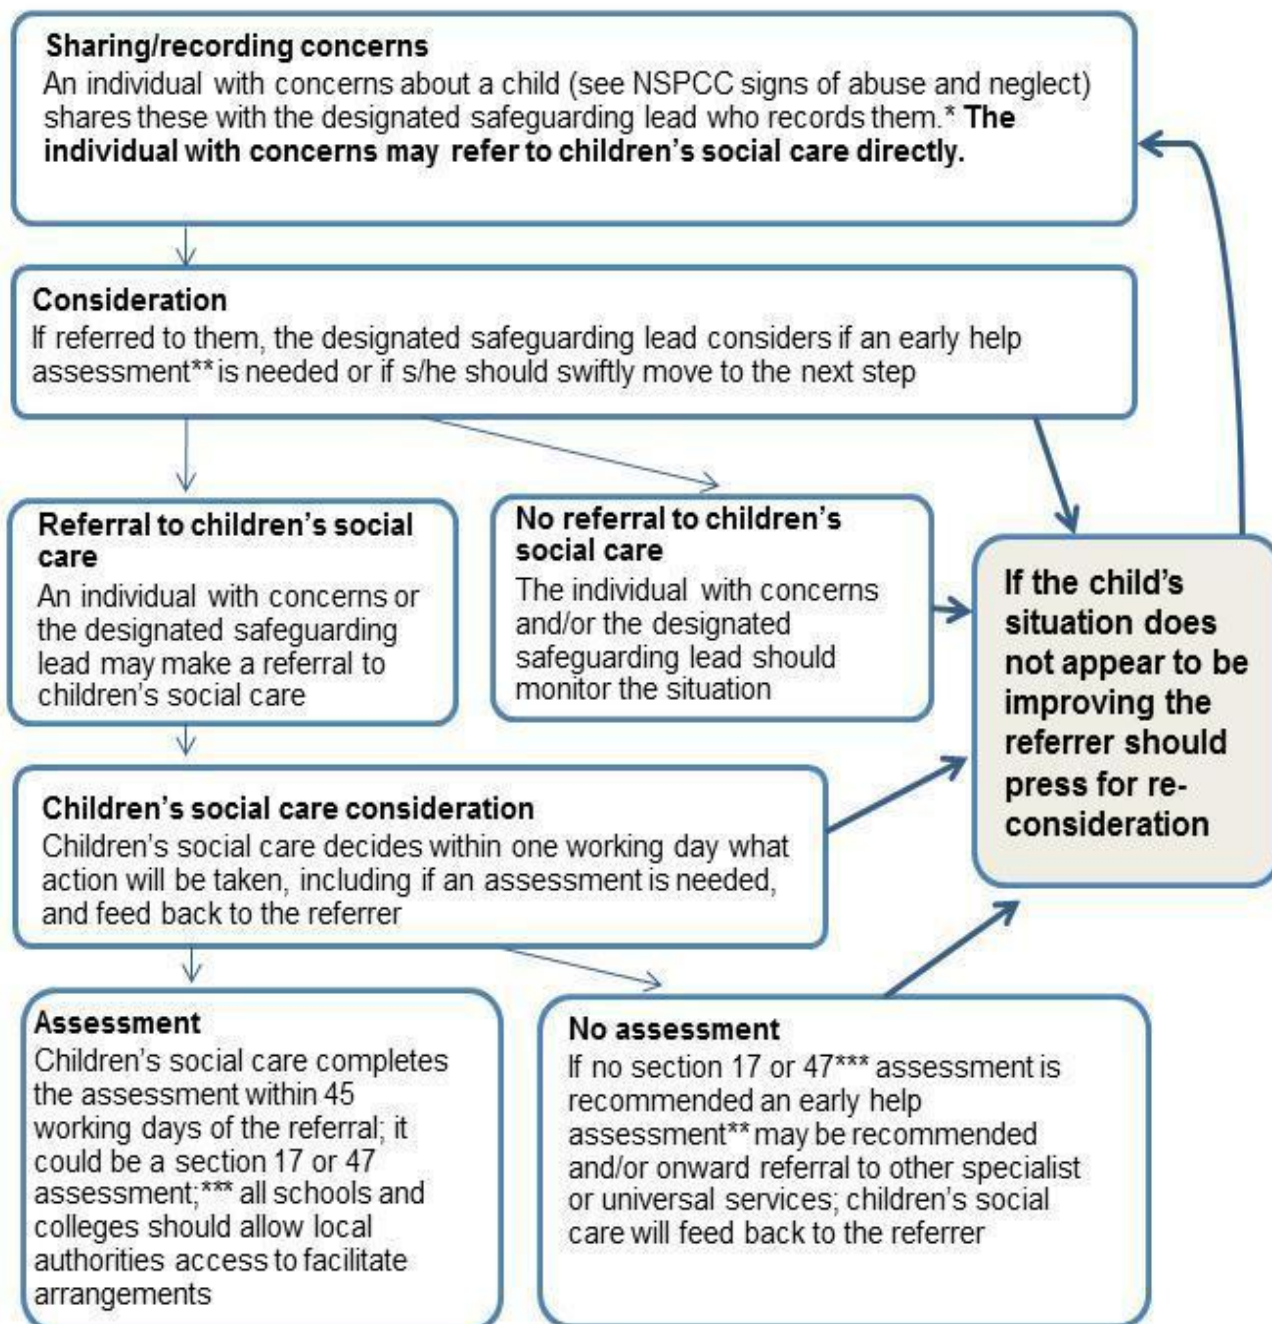 Sharing/recording concerns
An individual with concerns about a child (see NSPCC signs of abuse and neglect)
shares these with the designated safeguarding lead who records them.* The
individual with concerns may refer to children's social care directly.
Consideration
If referred to them, the designated safeguarding lead considers if an early help
assessment** is needed or if s/he should swiftly move to the next step
Referral to children's social
care
An individual with concerns or
the designated safeguarding
lead may make a referral to
children's social care
No referral to children's
social care
The individual with concerns
and/or the designated
safeguarding lead should
monitor the situation
If the child's
situation does
not appear to be
improving the
referrer should
press for re-
consideration
Children's social care consideration
Children's social care decides within one working day what
action will be taken, including if an assessment is needed,
and feed back to the referrer
Assessment
Children's social care completes
the assessment within 45
working days of the referral; it
could be a section 17 or 47
assessment;*** all schools and
colleges should allow local
authorities access to facilitate
arrangements
No assessment
If no section 17 or 47*** assessment is
recommended an early help
assessment** may be recommended
and/or onward referral to other specialist
or universal services; children's social
care will feed back to the referrer